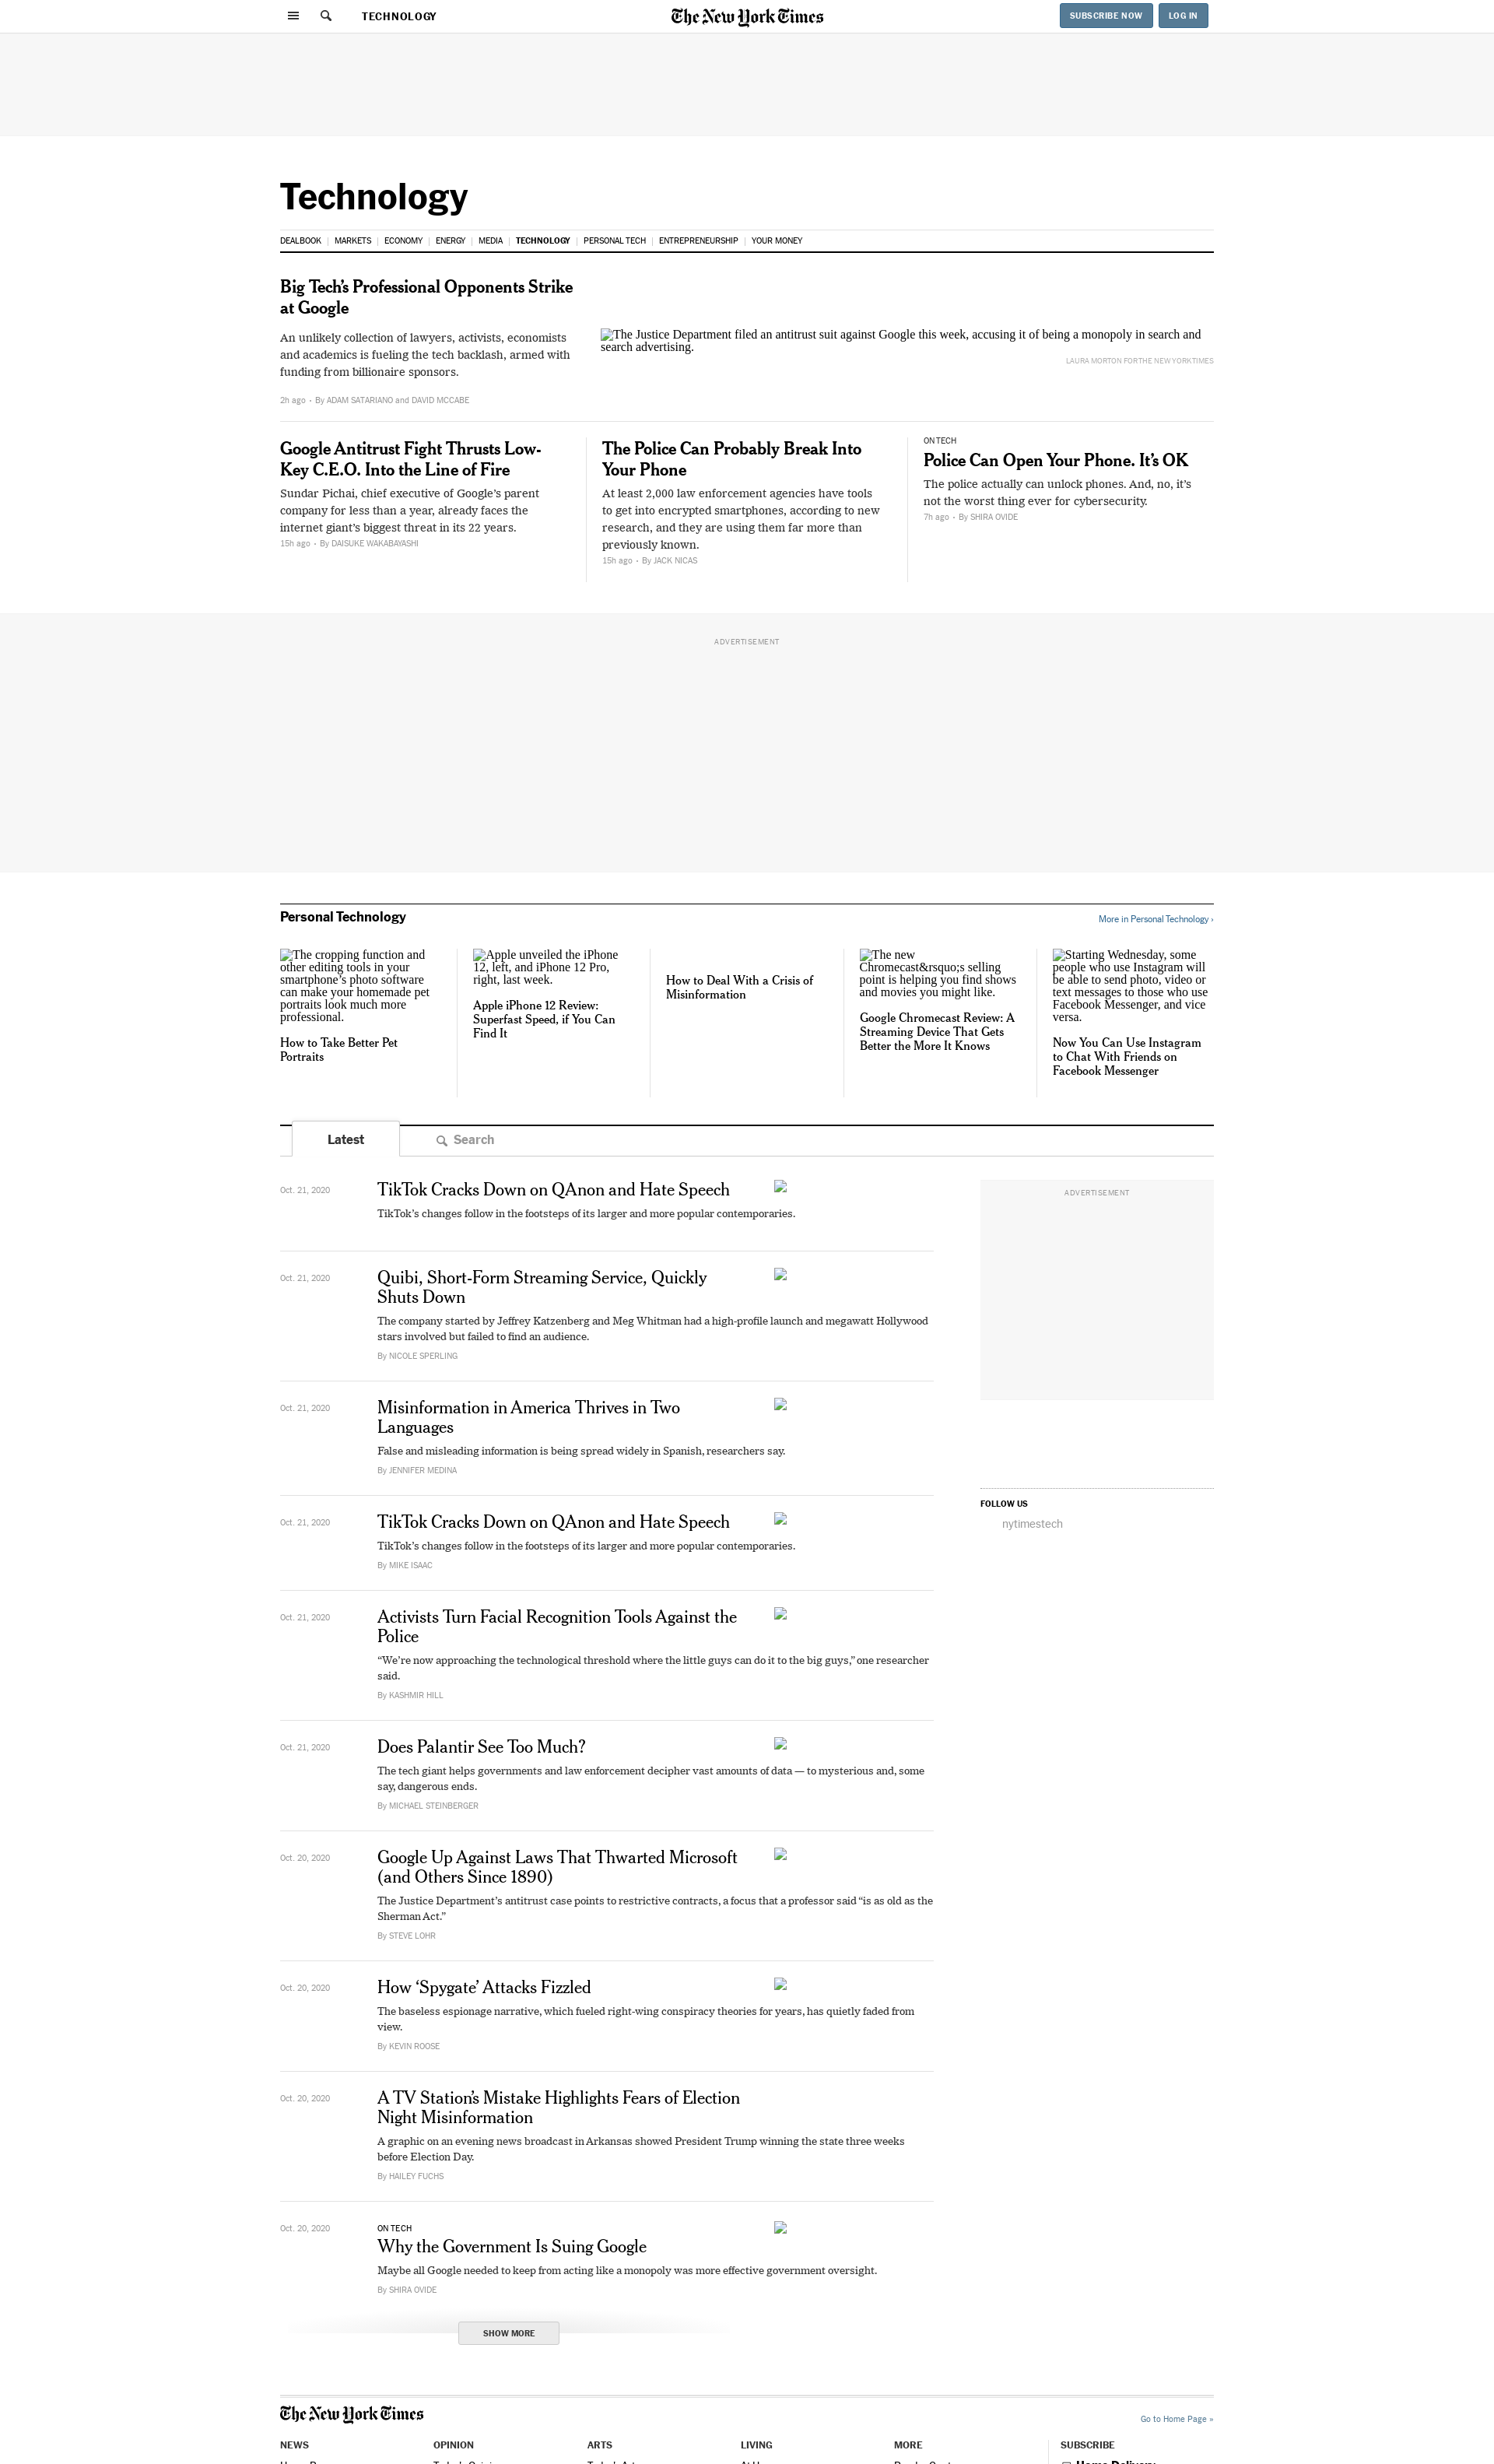 TECHNOLOGY
The New York Times
SUBSCRIBE NOW
LOG IN
Technology
DEALBOOK | MARKETS | ECONOMY | ENERGY | MEDIA | TECHNOLOGY | PERSONAL TECH | ENTREPRENEURSHIP | YOUR MONEY
Big Tech’s Professional Opponents Strike
at Google
An unlikely collection of lawyers, activists, economists
and academics is fueling the tech backlash, armed with
funding from billionaire sponsors.
2h ago • By ADAM SATARIANO and DAVID MCCABE
The Justice Department filed an antitrust suit against Google this week, accusing it of being a monopoly in search and
search advertising.
LAURA MORTON FOR THE NEW YORK TIMES
Google Antitrust Fight Thrusts Low-
Key C.E.O. Into the Line of Fire
Sundar Pichai, chief executive of Google’s parent
company for less than a year, already faces the
internet giant’s biggest threat in its 22 years.
15h ago • By DAISUKE WAKABAYASHI
The Police Can Probably Break Into
Your Phone
At least 2,000 law enforcement agencies have tools
to get into encrypted smartphones, according to new
research, and they are using them far more than
previously known.
15h ago • By JACK NICAS
ON TECH
Police Can Open Your Phone. It’s OK
The police actually can unlock phones. And, no, it’s
not the worst thing ever for cybersecurity.
7h ago • By SHIRA OVIDE
ADVERTISEMENT
Personal Technology
More in Personal Technology ›
The cropping function and
other editing tools in your
smartphone’s photo software
can make your homemade pet
portraits look much more
professional.
How to Take Better Pet
Portraits
Apple unveiled the iPhone
12, left, and iPhone 12 Pro,
right, last week.
Apple iPhone 12 Review:
Superfast Speed, if You Can
Find It
How to Deal With a Crisis of
Misinformation
The new
Chromecast&rsquo;s selling
point is helping you find shows
and movies you might like.
Google Chromecast Review: A
Streaming Device That Gets
Better the More It Knows
Starting Wednesday, some
people who use Instagram will
be able to send photo, video or
text messages to those who use
Facebook Messenger, and vice
versa.
Now You Can Use Instagram
to Chat With Friends on
Facebook Messenger
Latest
Search
Oct. 21, 2020
TikTok Cracks Down on QAnon and Hate Speech
TikTok’s changes follow in the footsteps of its larger and more popular contemporaries.
ADVERTISEMENT
Oct. 21, 2020
Quibi, Short-Form Streaming Service, Quickly
Shuts Down
The company started by Jeffrey Katzenberg and Meg Whitman had a high-profile launch and megawatt Hollywood
stars involved but failed to find an audience.
By NICOLE SPERLING
Oct. 21, 2020
Misinformation in America Thrives in Two
Languages
False and misleading information is being spread widely in Spanish, researchers say.
By JENNIFER MEDINA
FOLLOW US
nytimestech
Oct. 21, 2020
TikTok Cracks Down on QAnon and Hate Speech
TikTok’s changes follow in the footsteps of its larger and more popular contemporaries.
By MIKE ISAAC
Oct. 21, 2020
Activists Turn Facial Recognition Tools Against the
Police
“We’re now approaching the technological threshold where the little guys can do it to the big guys,” one researcher
said.
By KASHMIR HILL
Oct. 21, 2020
Does Palantir See Too Much?
The tech giant helps governments and law enforcement decipher vast amounts of data — to mysterious and, some
say, dangerous ends.
By MICHAEL STEINBERGER
Oct. 20, 2020
Google Up Against Laws That Thwarted Microsoft
(and Others Since 1890)
The Justice Department’s antitrust case points to restrictive contracts, a focus that a professor said “is as old as the
Sherman Act.”
By STEVE LOHR
Oct. 20, 2020
How ‘Spygate’ Attacks Fizzled
The baseless espionage narrative, which fueled right-wing conspiracy theories for years, has quietly faded from
view.
By KEVIN ROOSE
Oct. 20, 2020
A TV Station’s Mistake Highlights Fears of Election
Night Misinformation
A graphic on an evening news broadcast in Arkansas showed President Trump winning the state three weeks
before Election Day.
By HAILEY FUCHS
Oct. 20, 2020
ON TECH
Why the Government Is Suing Google
Maybe all Google needed to keep from acting like a monopoly was more effective government oversight.
By SHIRA OVIDE
SHOW MORE
The New York Times
Go to Home Page »
NEWS
OPINION
ARTS
LIVING
MORE
SUBSCRIBE